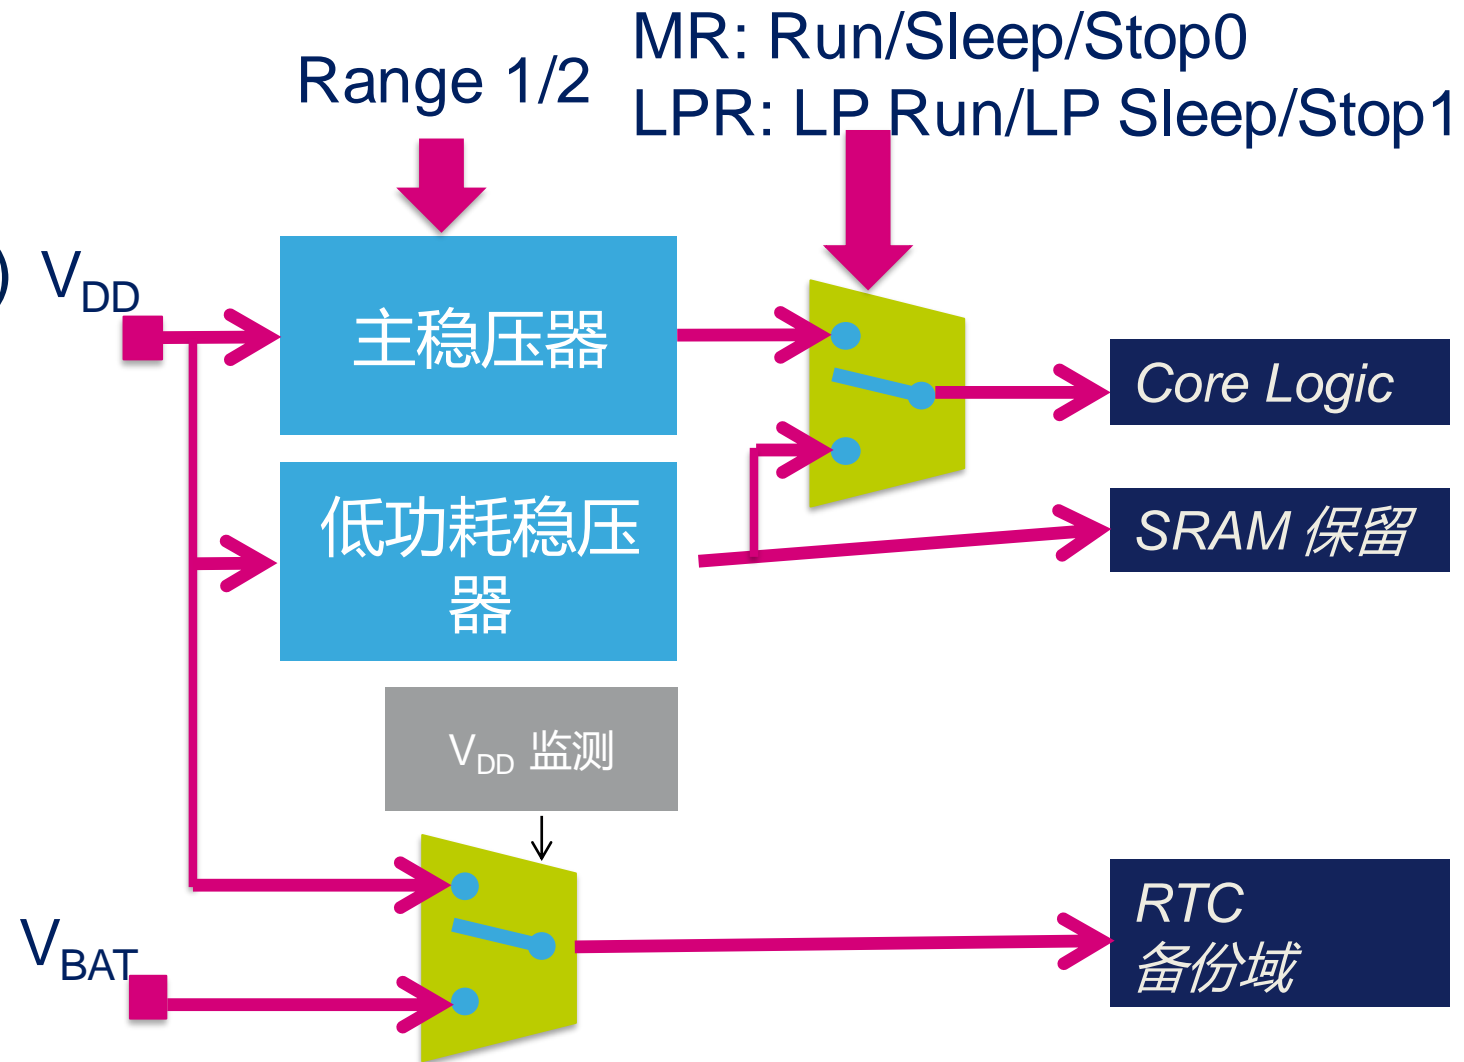 MR: Run/Sleep/Stop0
Range 1/2
LPR: LP Run/LP Sleep/Stop1
) VDD
主稳压器
Core Logic
低功耗稳压
器
SRAM 保留
VDD 监测
RTC
备份域
VBAT